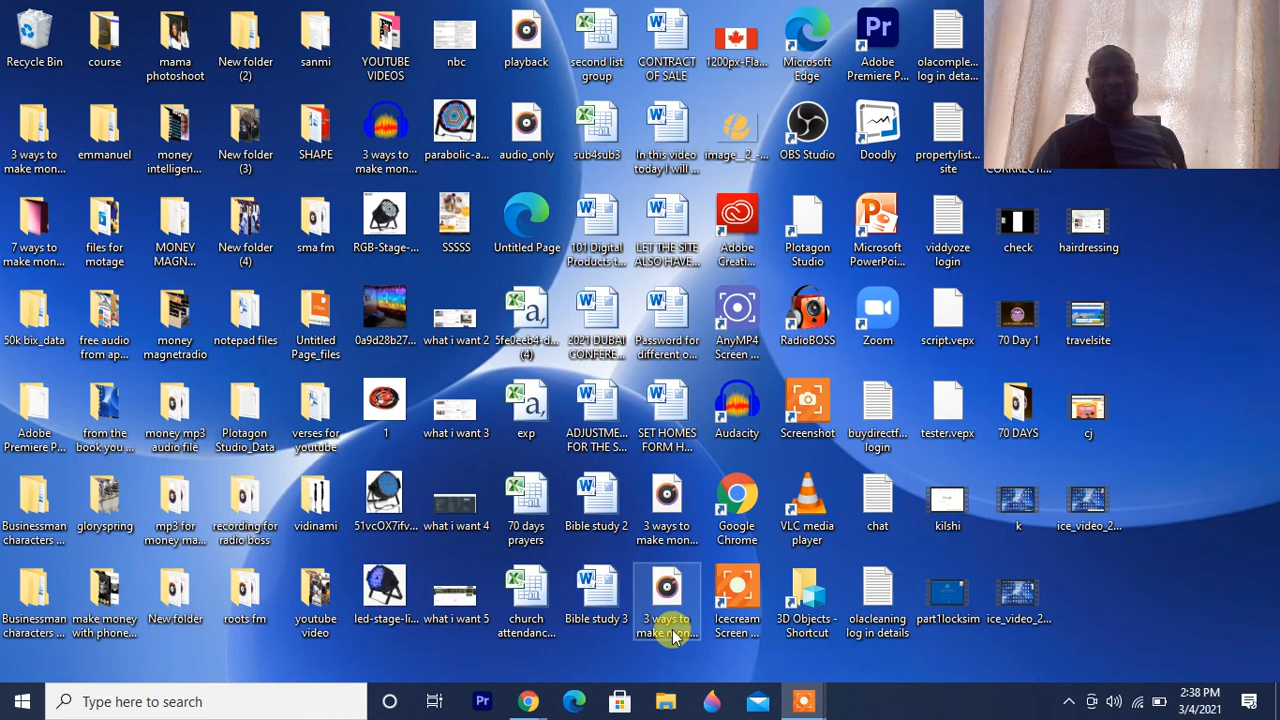 Recycle Bin
course
mama
photoshoot
New folder
(2)
sanmi
YOUTUBE
VIDEOS
nbc
playback
second list
group
CONTRACT
OF SALE
1200px-Fla...
Microsoft
Edge
Adobe
Premiere P...
olacomple...
log in deta...
3 ways to
make mon...
emmanuel
money
intelligen...
New folder
(3)
SHAPE
3 ways to
make mon...
parabolic-a...
audio_only
sub4sub3
In this video
today I will ...
image__2_-...
OBS Studio
Doodly
propertylist...
site
7 ways to
make mon...
files for
motage
MONEY
MAGN...
New folder
(4)
sma fm
RGB-Stage-...
SSSSS
Untitled Page
101 Digital
Products t...
LET THE SITE
ALSO HAVE...
Adobe
Creati...
Plotagon
Studio
Microsoft
PowerPoi...
viddyoze
login
check
hairdressing
50k bix_data
free audio
from ap...
money
magnetradio
notepad files
Untitled
Page_files
0a9d28b27...
what i want 2
5fe0eeb4-d...
(4)
2021 DUBAI
CONFERE...
Password for
different o...
AnyMP4
Screen ...
RadioBOSS
Zoom
script.vepx
70 Day 1
travelsite
Adobe
Premiere P...
from the
book you ...
money mp3
audio file
Plotagon
Studio_Data
verses for
youtube
1
what i want 3
exp
ADJUSTME...
FOR THE S...
SET HOMES
FORM H...
Audacity
Screenshot
buydirectf...
login
tester.vepx
70 DAYS
cj
Businessman
characters ...
gloryspring
mp3 for
money ma...
recording for
radio boss
vidinami
51vcOX7ifv...
what i want 4
70 days
prayers
Bible study 2
3 ways to
make mon...
Google
Chrome
VLC media
player
chat
kilshi
k
ice_video_2...
Businessman
characters ...
make money
with phone...
New folder
roots fm
youtube
video
led-stage-li...
what i want 5
church
attendanc...
Bible study 3
3 ways to
make mon...
Icecream
Screen ...
3D Objects -
Shortcut
olacleaning
log in details
part1locksim
ice_video_2...
Type here to search
2:38 PM
3/4/2021